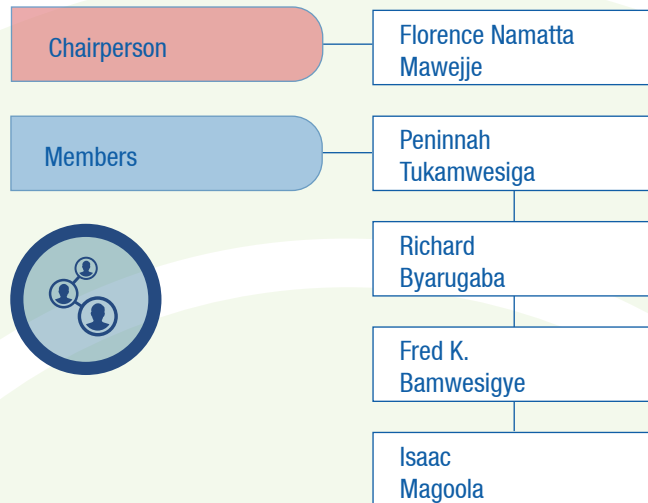 Chairperson
Florence Namatta
Mawejje
Members
Peninnah
Tukamwesiga
Richard
Byarugaba
Fred K.
Bamwesigye
Isaac
Magoola